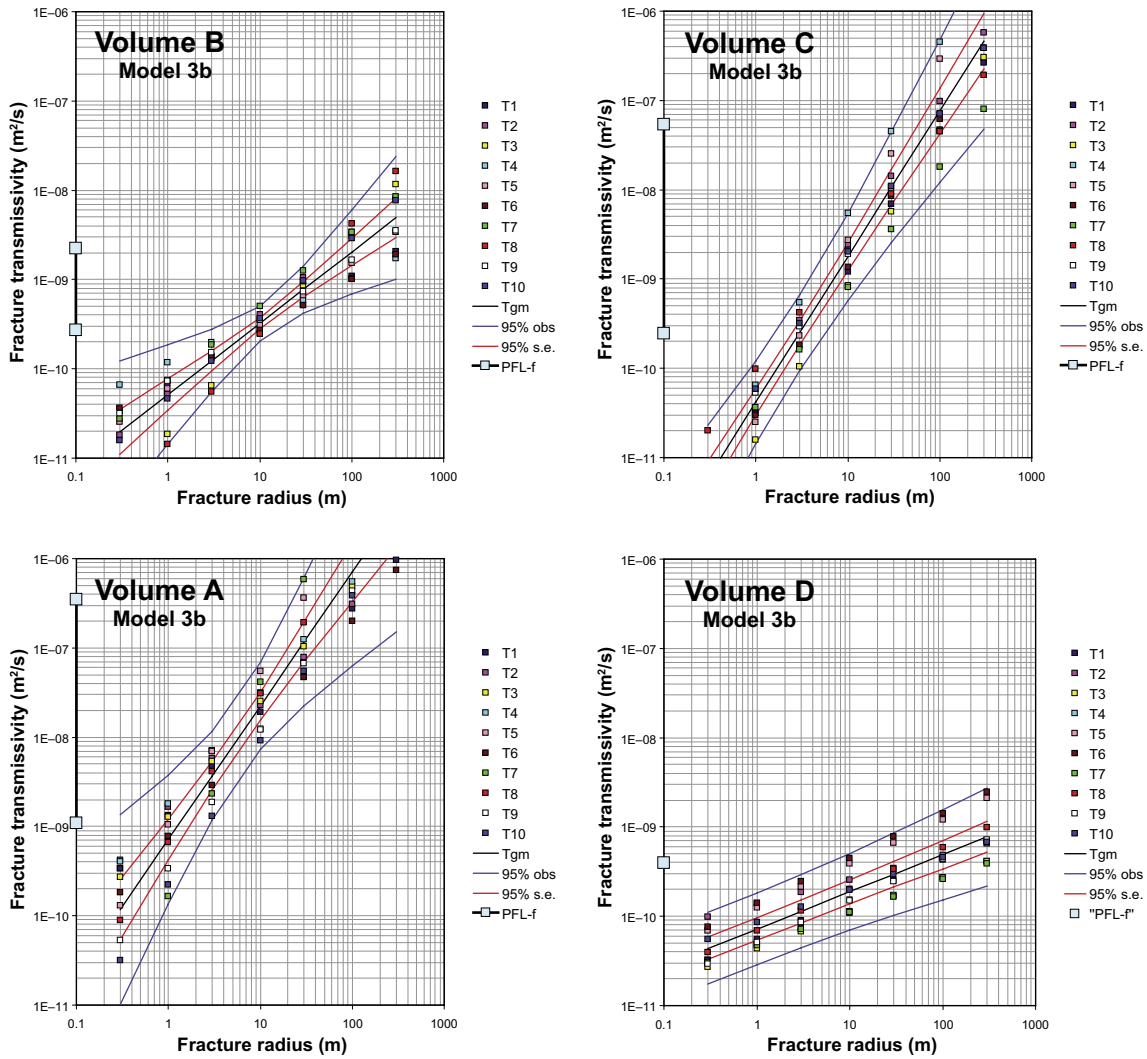 Volume B
Model 3b
Fracture transmissivity (m²/s)
1E–06
1E–07
1E–08
1E–09
1E–10
1E–11
0.1 1 10 100 1000
Fracture radius (m)
T1
T2
T3
T4
T5
T6
T7
T8
T9
T10
Tgm
95% obs
95% s.e.
PFL-f
Volume C
Model 3b
Fracture transmissivity (m²/s)
1E–06
1E–07
1E–08
1E–09
1E–10
1E–11
0.1 1 10 100 1000
Fracture radius (m)
T1
T2
T3
T4
T5
T6
T7
T8
T9
T10
Tgm
95% obs
95% s.e.
PFL-f
Volume A
Model 3b
Fracture transmissivity (m²/s)
1E–06
1E–07
1E–08
1E–09
1E–10
1E–11
0.1 1 10 100 1000
Fracture radius (m)
T1
T2
T3
T4
T5
T6
T7
T8
T9
T10
Tgm
95% obs
95% s.e.
PFL-f
Volume D
Model 3b
Fracture transmissivity (m²/s)
1E–06
1E–07
1E–08
1E–09
1E–10
1E–11
0.1 1 10 100 1000
Fracture radius (m)
T1
T2
T3
T4
T5
T6
T7
T8
T9
T10
Tgm
95% obs
95% s.e.
"PFL-f"